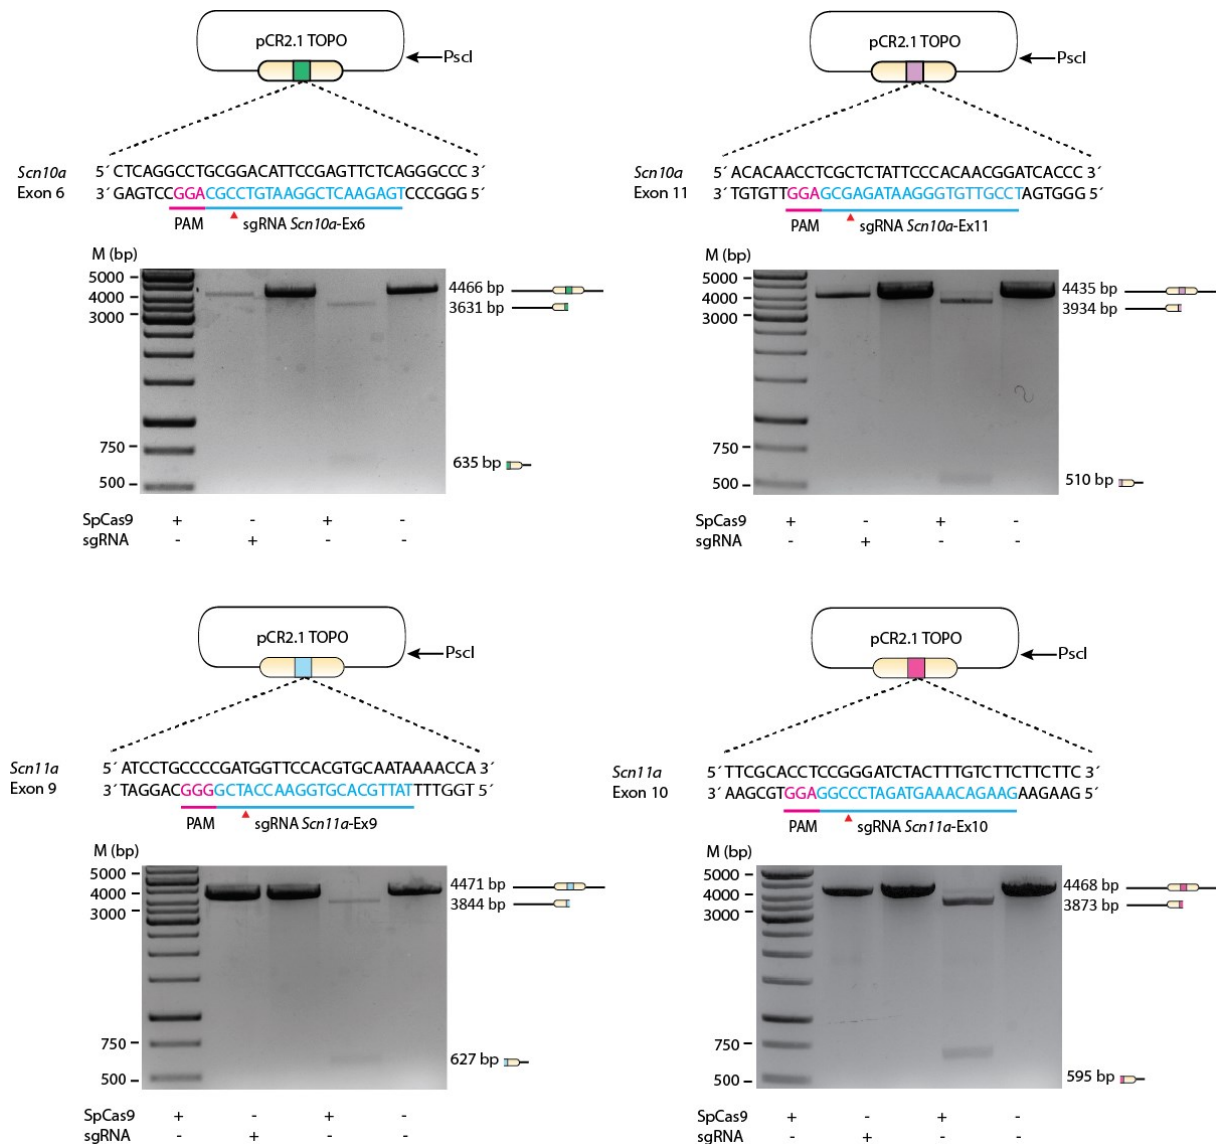 pCR2.1 TOPO
PscI
Scn10a 5´ CTCAGGCCTGCGGACATTCCGAGTTCTCAGGGCCC 3´
Exon 6 3´ GAGTCCGGACGCCTGTAAGGCTCAAGAGTCCCGGG 5´
PAM sgRNA Scn10a-Ex6
M (bp)
5000
4000
3000
750
500
4466 bp
3631 bp
635 bp
SpCas9 + - + -
sgRNA - + - -
pCR2.1 TOPO
PscI
Scn10a 5´ ACACAACCTCGCTCTATTCCCACAACGGATCACCC 3´
Exon 11 3´ TGTGTTGGAGCGAGATAAGGGTGTTGCCTAGTGGG 5´
PAM sgRNA Scn10a-Ex11
M (bp)
5000
4000
3000
750
500
4435 bp
3934 bp
510 bp
SpCas9 + - + -
sgRNA - + - -
pCR2.1 TOPO
PscI
Scn11a 5´ ATCCTGCCCCGATGGTTCCACGTGCAATAAAACCA 3´
Exon 9 3´ TAGGACGGGGCTACCAAGGTGCACGTTATTTTGGT 5´
PAM sgRNA Scn11a-Ex9
M (bp)
5000
4000
3000
750
500
4471 bp
3844 bp
627 bp
SpCas9 + - + -
sgRNA - + - -
pCR2.1 TOPO
PscI
Scn11a 5´ TTCGCACCTCCGGGATCTACTTTGTCTTCTTCTTC 3´
Exon 10 3´ AAGCGTGGAGGCCCTAGATGAAACAGAAGAAGAAG 5´
PAM sgRNA Scn11a-Ex10
M (bp)
5000
4000
3000
750
500
4468 bp
3873 bp
595 bp
SpCas9 + - + -
sgRNA - + - -